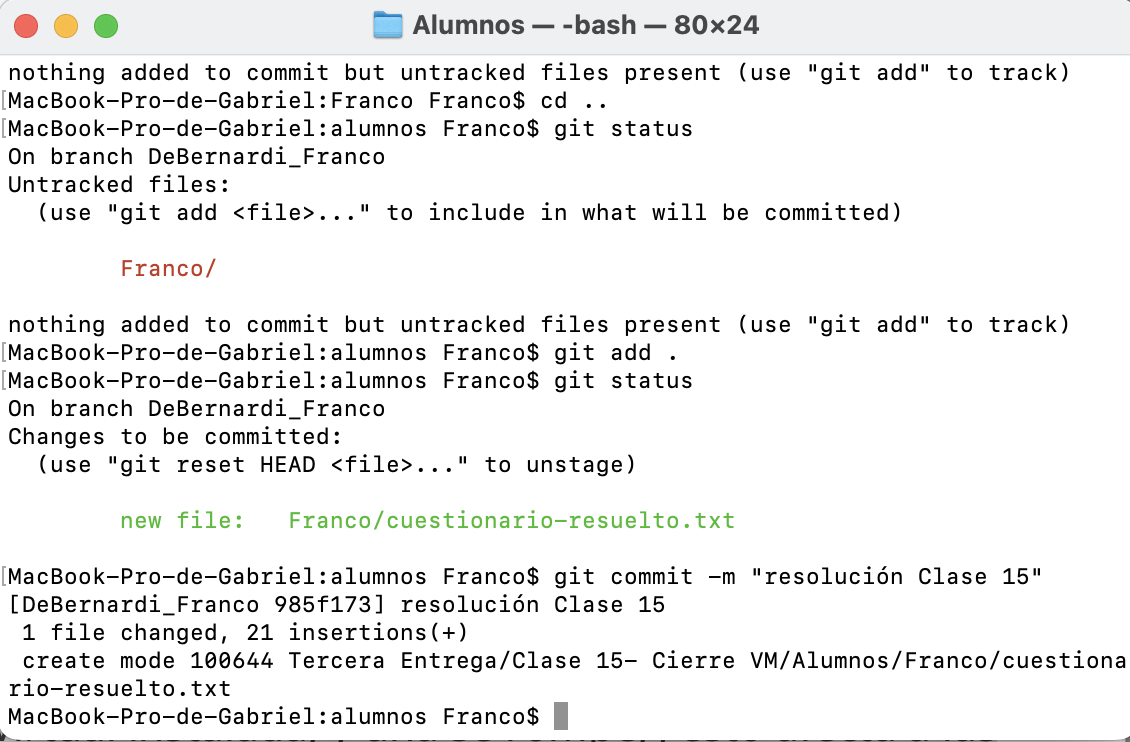 Alumnos — -bash — 80×24
nothing added to commit but untracked files present (use "git add" to track)
[MacBook-Pro-de-Gabriel:Franco Franco$ cd ..
[MacBook-Pro-de-Gabriel:alumnos Franco$ git status
On branch DeBernardi_Franco
Untracked files:
  (use "git add <file>..." to include in what will be committed)
        Franco/
nothing added to commit but untracked files present (use "git add" to track)
[MacBook-Pro-de-Gabriel:alumnos Franco$ git add .
[MacBook-Pro-de-Gabriel:alumnos Franco$ git status
On branch DeBernardi_Franco
Changes to be committed:
  (use "git reset HEAD <file>..." to unstage)
        new file:   Franco/cuestionario-resuelto.txt
[MacBook-Pro-de-Gabriel:alumnos Franco$ git commit -m "resolución Clase 15"
[DeBernardi_Franco 985f173] resolución Clase 15
 1 file changed, 21 insertions(+)
 create mode 100644 Tercera Entrega/Clase 15- Cierre VM/Alumnos/Franco/cuestiona
rio-resuelto.txt
MacBook-Pro-de-Gabriel:alumnos Franco$